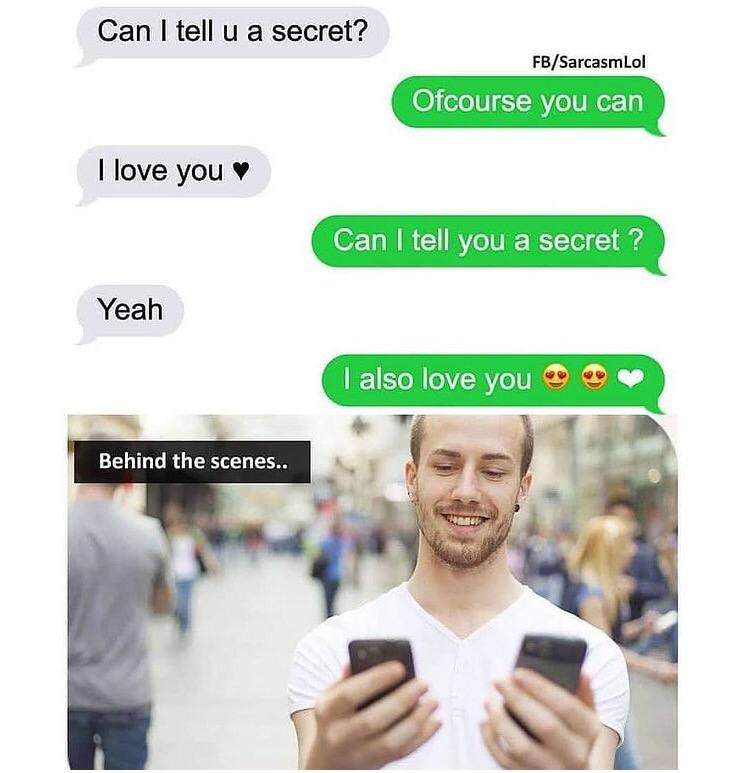 Can I tell u a secret?
FB/SarcasmLol
Ofcourse you can
I love you ♥
Can I tell you a secret ?
Yeah
I also love you 😍 😍 ❤
Behind the scenes..